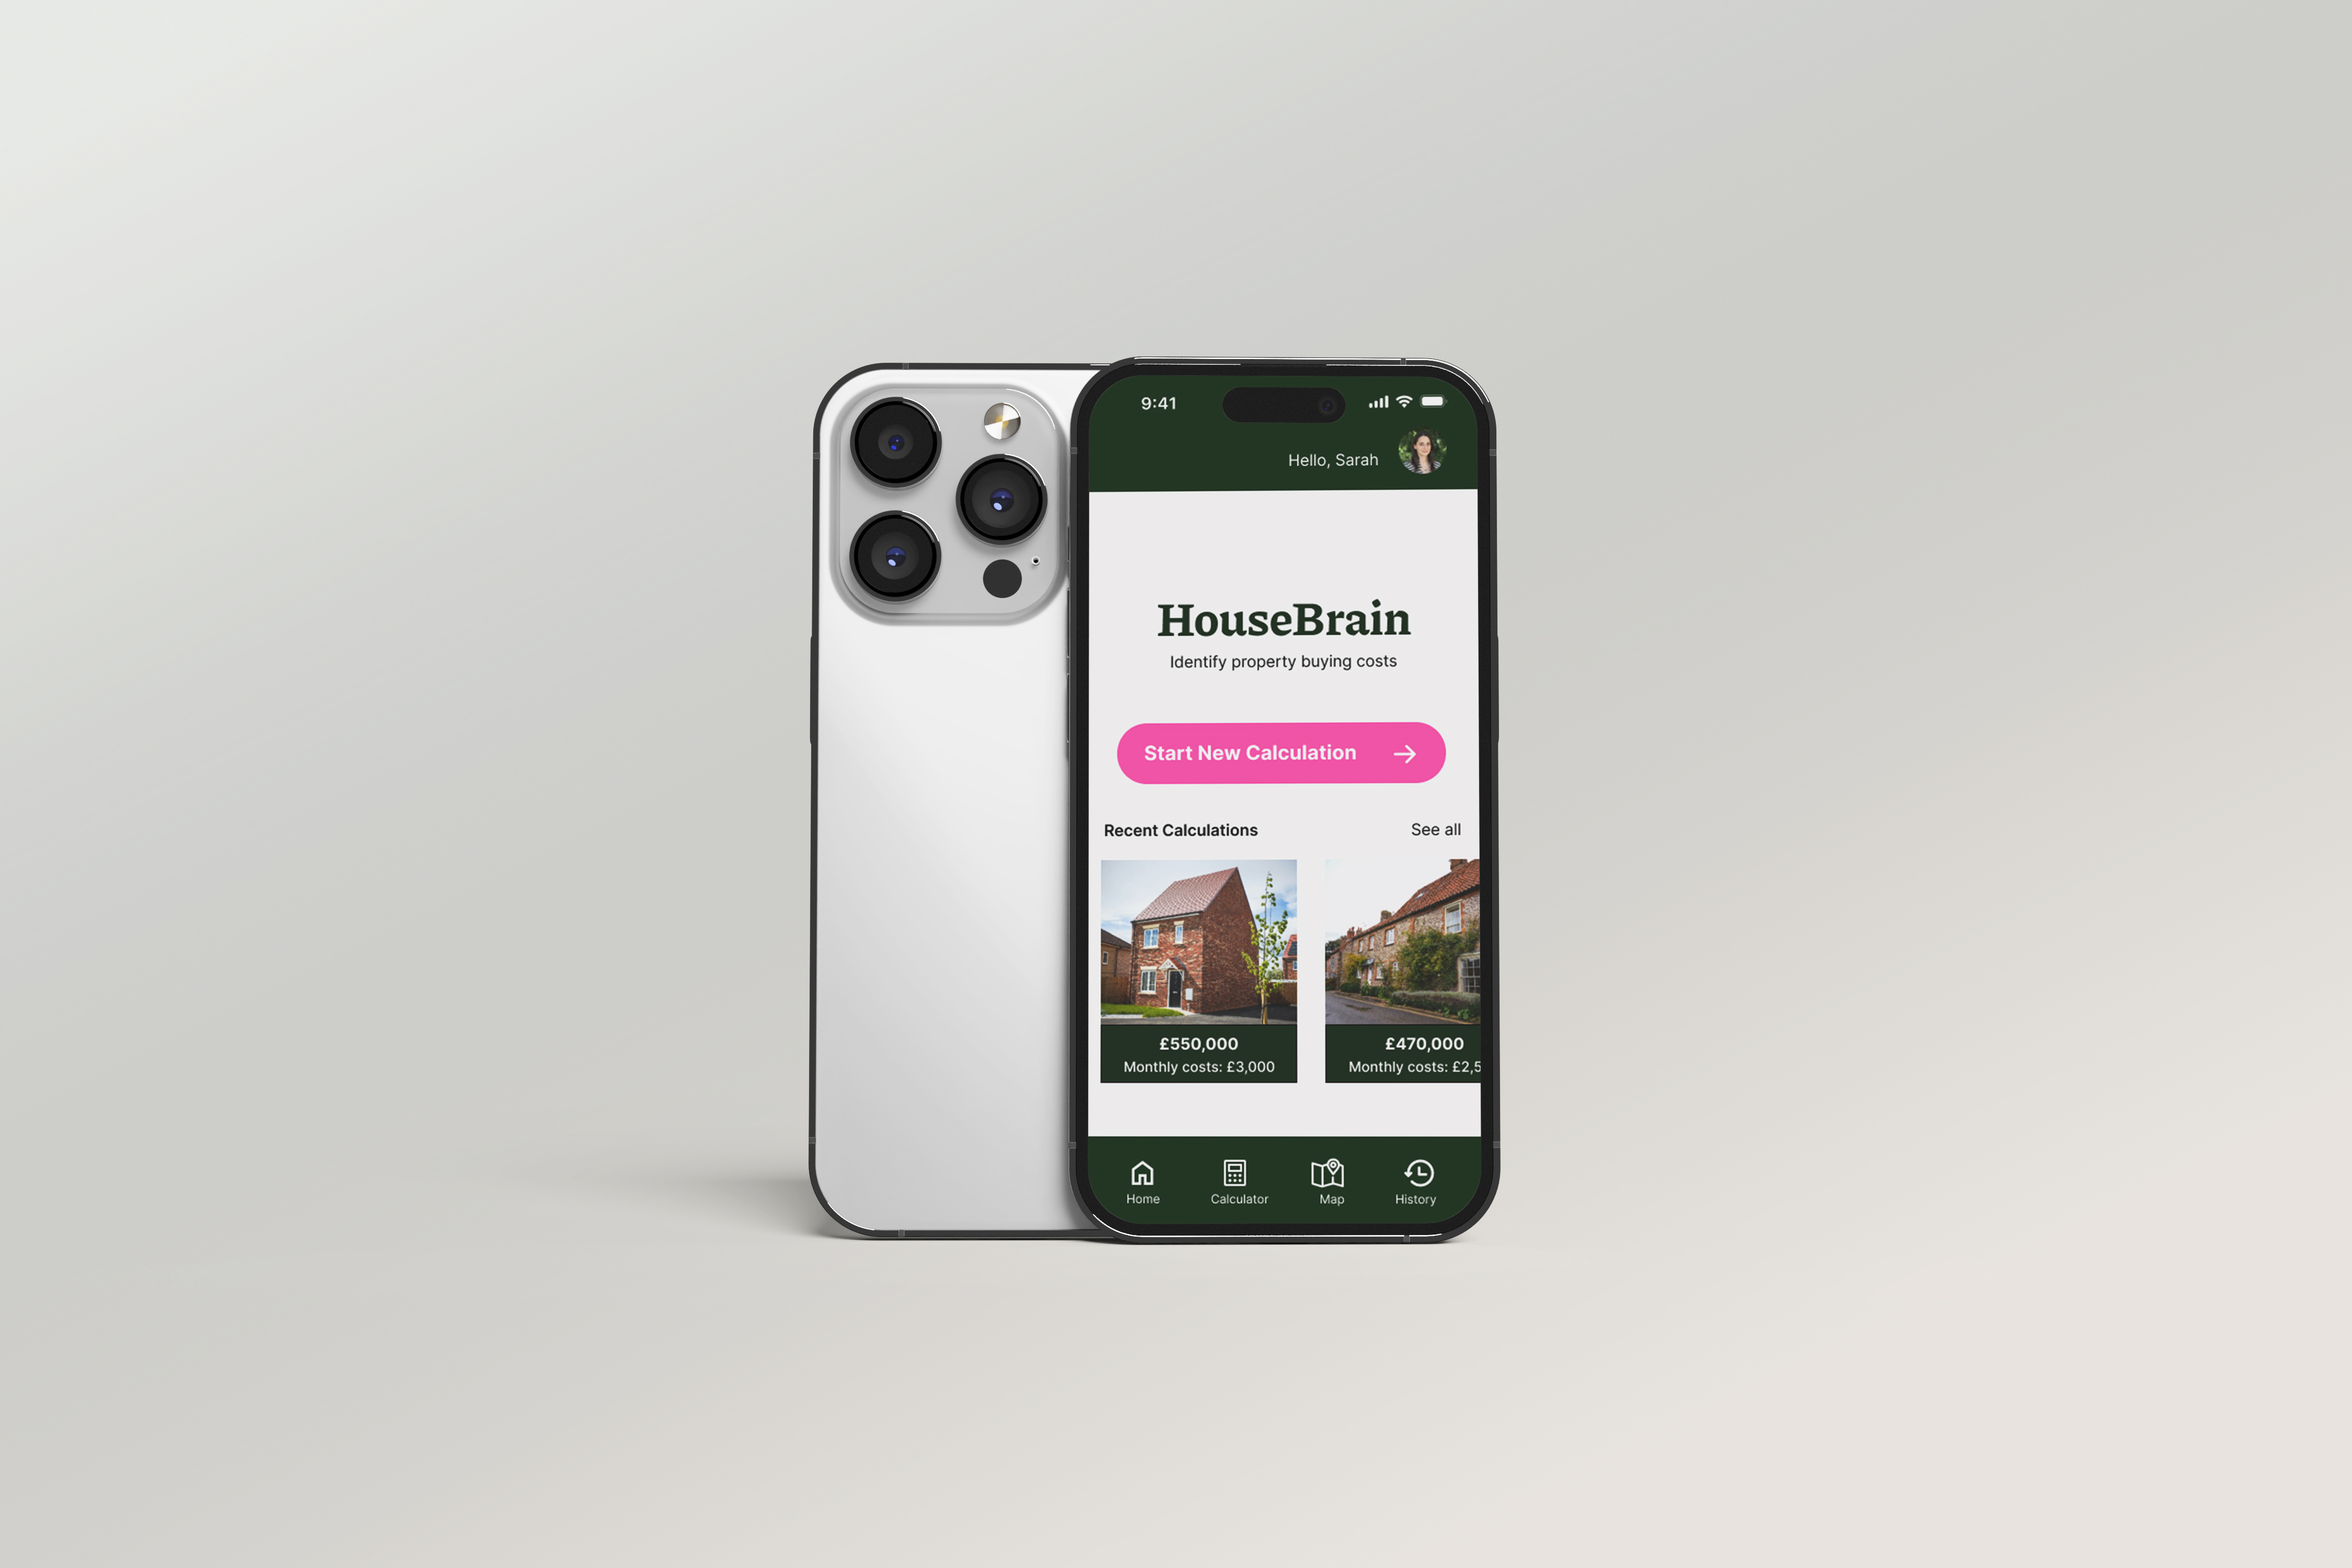 9:41
Hello, Sarah
HouseBrain
Identify property buying costs
Start New Calculation
Recent Calculations See all
£550,000 £470,000
Monthly costs: £3,000 Monthly costs: £2,5
Home Calculator Map History